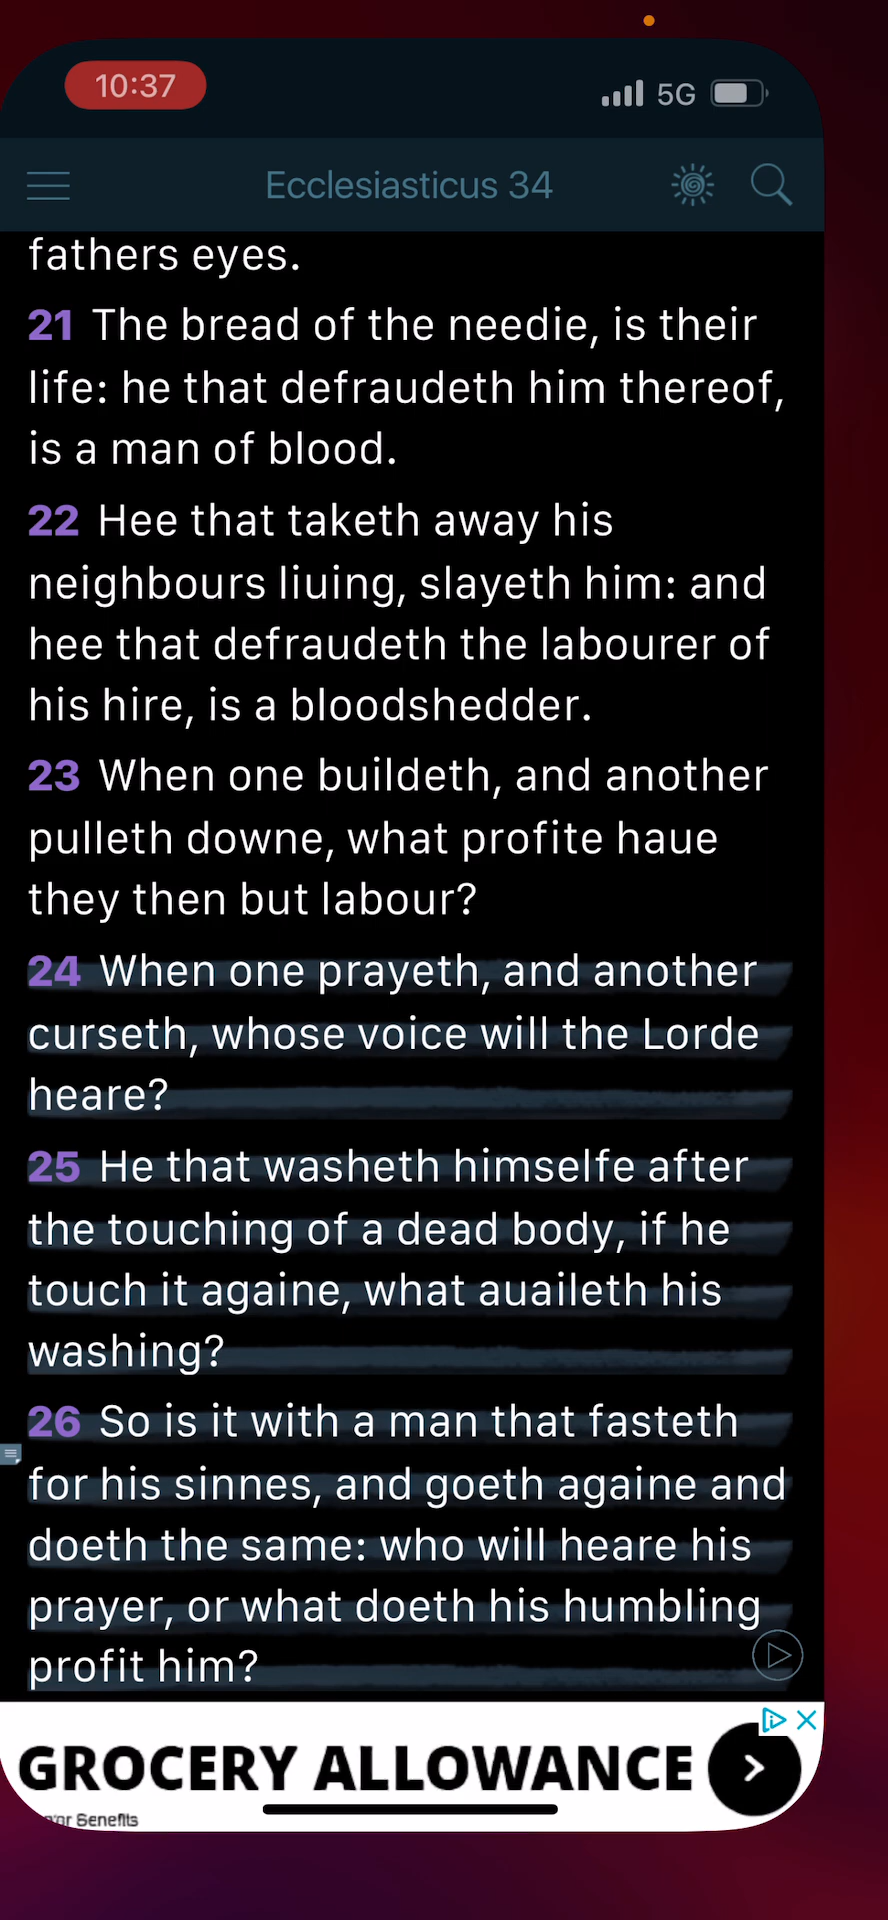 10:37
5G
Ecclesiasticus 34
fathers eyes.
21 The bread of the needie, is their
life: he that defraudeth him thereof,
is a man of blood.
22 Hee that taketh away his
neighbours liuing, slayeth him: and
hee that defraudeth the labourer of
his hire, is a bloodshedder.
23 When one buildeth, and another
pulleth downe, what profite haue
they then but labour?
24 When one prayeth, and another
curseth, whose voice will the Lorde
heare?
25 He that washeth himselfe after
the touching of a dead body, if he
touch it againe, what auaileth his
washing?
26 So is it with a man that fasteth
for his sinnes, and goeth againe and
doeth the same: who will heare his
prayer, or what doeth his humbling
profit him?
GROCERY ALLOWANCE
Benefits